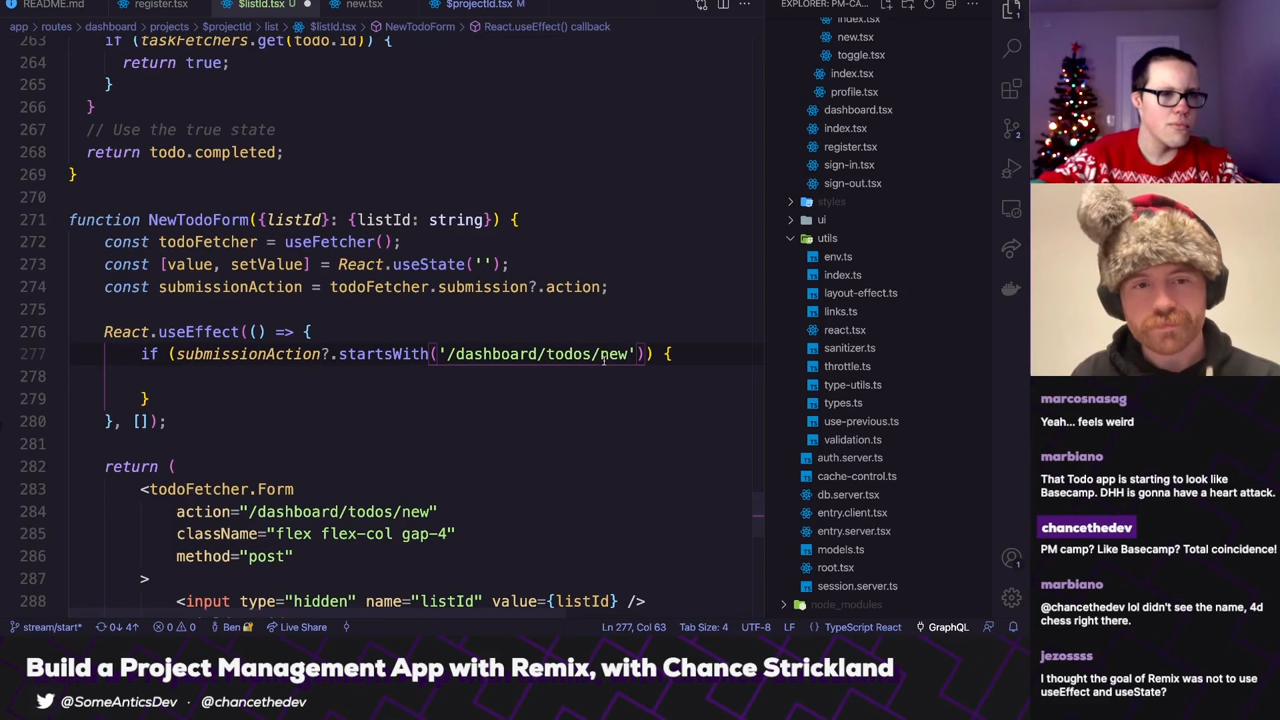 README.md register.tsx $listId.tsx new.tsx $projectId.tsx M
app > routes > dashboard > projects > $projectId > list > $listId.tsx > NewTodoForm > React.useEffect() callback
263 if (taskFetchers.get(todo.id)) {
264 return true;
265 }
266 }
267 // Use the true state
268 return todo.completed;
269 }
270
271 function NewTodoForm({listId}: {listId: string}) {
272 const todoFetcher = useFetcher();
273 const [value, setValue] = React.useState('');
274 const submissionAction = todoFetcher.submission?.action;
275
276 React.useEffect(() => {
277 if (submissionAction?.startsWith('/dashboard/todos/new')) {
278
279 }
280 }, []);
281
282 return (
283 <todoFetcher.Form
284 action="/dashboard/todos/new"
285 className="flex flex-col gap-4"
286 method="post"
287 >
288 <input type="hidden" name="listId" value={listId} />
EXPLORER: PM-CA...
index.tsx
new.tsx
toggle.tsx
index.tsx
profile.tsx
dashboard.tsx
index.tsx
register.tsx
sign-in.tsx
sign-out.tsx
styles
ui
utils
env.ts
index.ts
layout-effect.ts
links.ts
react.ts
sanitizer.ts
throttle.ts
type-utils.ts
types.ts
use-previous.ts
validation.ts
auth.server.ts
cache-control.ts
db.server.tsx
entry.client.tsx
entry.server.tsx
models.ts
root.tsx
session.server.ts
node_modules
2
1
stream/start* 0↓ 4↑ 0 0 Ben Live Share Ln 277, Col 63 Tab Size: 4 UTF-8 LF TypeScript React GraphQL
marcosnasag
Yeah... feels weird
marbiano
That Todo app is starting to look like
Basecamp. DHH is gonna have a heart attack.
chancethedev
PM camp? Like Basecamp? Total coincidence!
marbiano
@chancethedev lol didn't see the name, 4d
chess right there.
jezossss
I thought the goal of Remix was not to use
useEffect and useState?
Build a Project Management App with Remix, with Chance Strickland
@SomeAnticsDev · @chancethedev